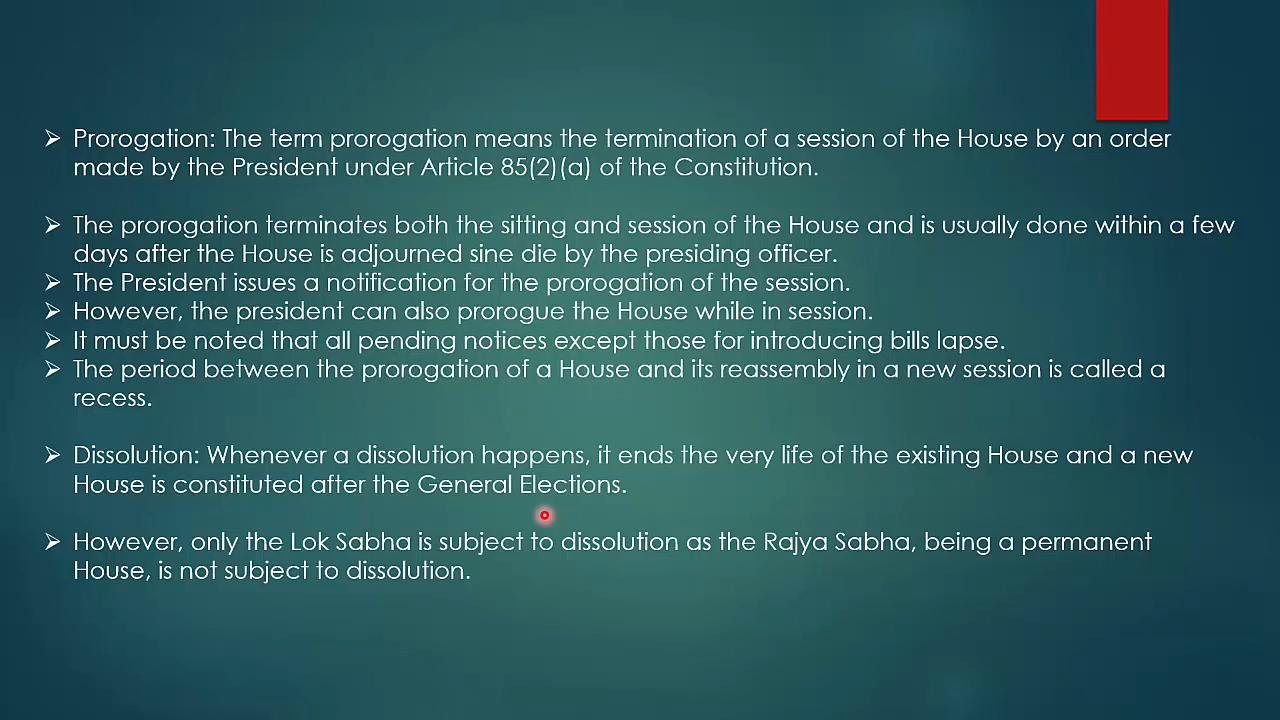 ➢ Prorogation: The term prorogation means the termination of a session of the House by an order
made by the President under Article 85(2)(a) of the Constitution.
➢ The prorogation terminates both the sitting and session of the House and is usually done within a few
days after the House is adjourned sine die by the presiding officer.
➢ The President issues a notification for the prorogation of the session.
➢ However, the president can also prorogue the House while in session.
➢ It must be noted that all pending notices except those for introducing bills lapse.
➢ The period between the prorogation of a House and its reassembly in a new session is called a
recess.
➢ Dissolution: Whenever a dissolution happens, it ends the very life of the existing House and a new
House is constituted after the General Elections.
➢ However, only the Lok Sabha is subject to dissolution as the Rajya Sabha, being a permanent
House, is not subject to dissolution.